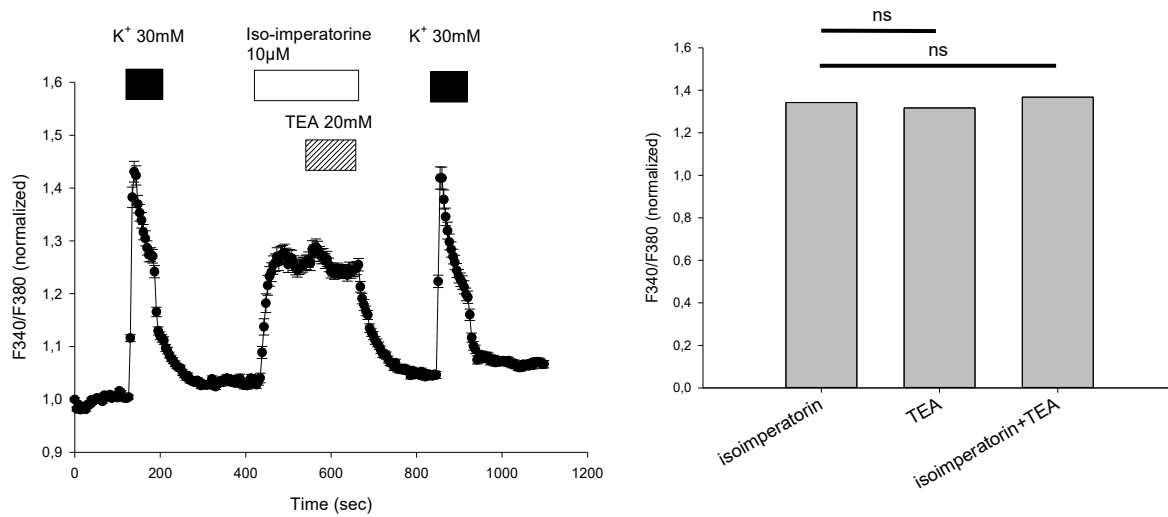 K⁺ 30mM
Iso-imperatorine
10µM
K⁺ 30mM
TEA 20mM
F340/F380 (normalized)
1,6
1,5
1,4
1,3
1,2
1,1
1,0
0,9
0
200
400
600
800
1000
1200
Time (sec)
ns
ns
F340/F380 (normalized)
1,6
1,4
1,2
1,0
0,8
0,6
0,4
0,2
0,0
isoimperatorin
TEA
isoimperatorin+TEA